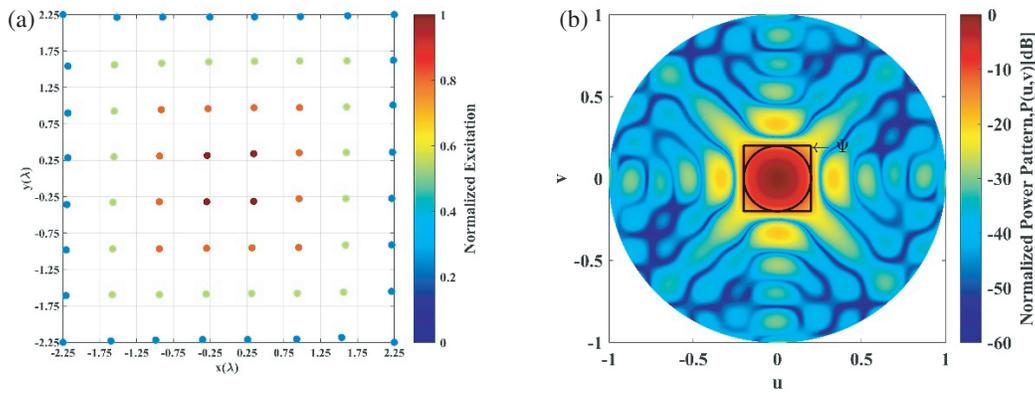 (a)
2.25
1.75
1.25
0.75
0.25
-0.25
-0.75
-1.25
-1.75
-2.25
y(λ)
-2.25 -1.75 -1.25 -0.75 -0.25 0.25 0.75 1.25 1.75 2.25
x(λ)
1
0.8
0.6
0.4
0.2
0
Normalized Excitation
(b)
1
0.5
0
-0.5
-1
v
-1 -0.5 0 0.5 1
u
Ψ
0
-10
-20
-30
-40
-50
-60
Normalized Power Pattern,P(u,v)|[dB]